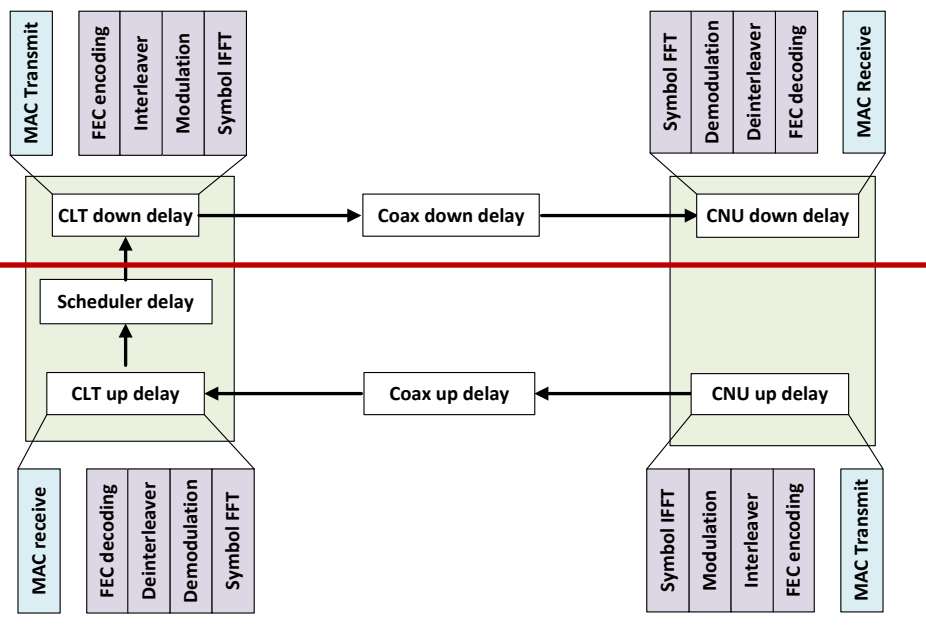 MAC Transmit
FEC encoding
Interleaver
Modulation
Symbol IFFT
Symbol FFT
Demodulation
Deinterleaver
FEC decoding
MAC Receive
CLT down delay
Coax down delay
CNU down delay
Scheduler delay
CLT up delay
Coax up delay
CNU up delay
MAC receive
FEC decoding
Deinterleaver
Demodulation
Symbol FFT
Symbol IFFT
Modulation
Interleaver
FEC encoding
MAC Transmit